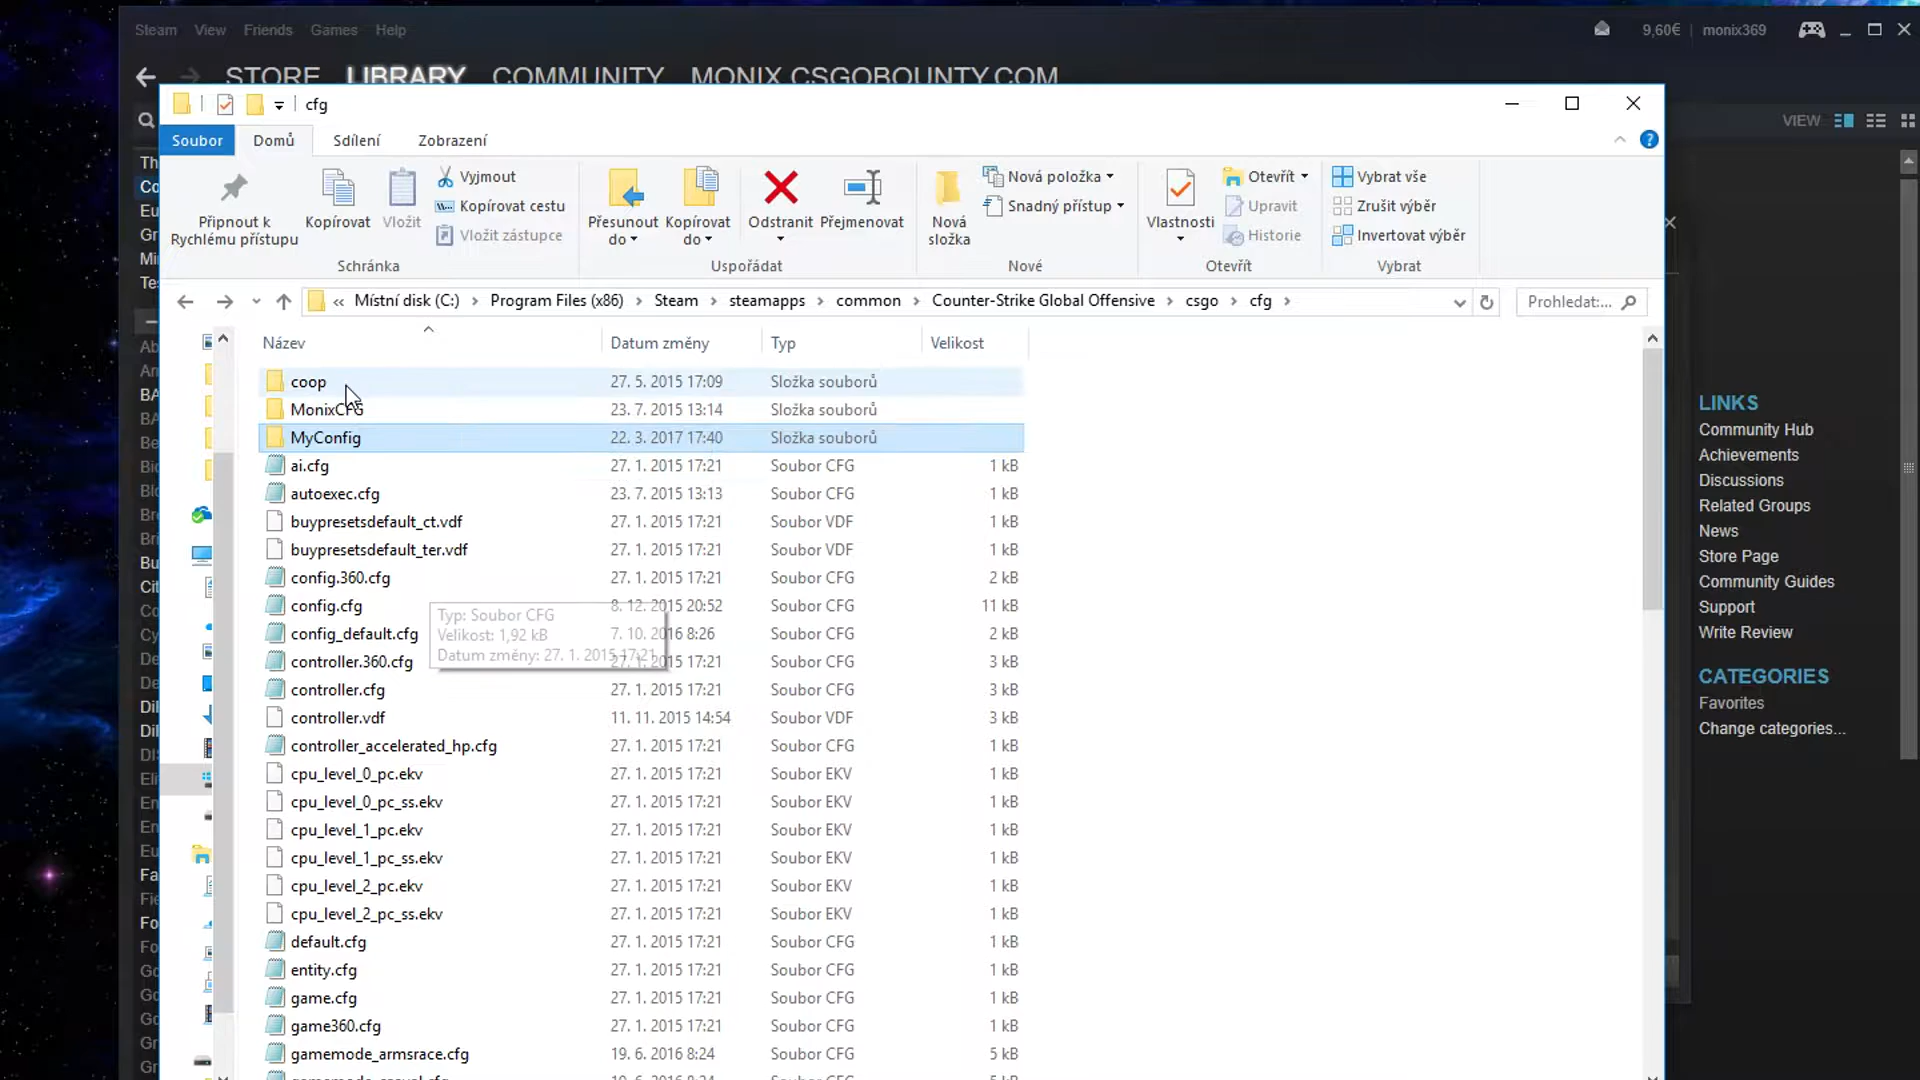 Steam View Friends Games Help
9,60€ | monix369
STORE LIBRARY COMMUNITY MONIX.CSGOBOUNTY.COM
cfg
VIEW
Soubor Domů Sdílení Zobrazení
Připnout k Rychlému přístupu
Kopírovat
Vložit
Vyjmout
Kopírovat cestu
Vložit zástupce
Schránka
Přesunout do
Kopírovat do
Odstranit
Přejmenovat
Uspořádat
Nová složka
Nová položka
Snadný přístup
Nové
Vlastnosti
Otevřít
Upravit
Historie
Otevřít
Vybrat vše
Zrušit výběr
Invertovat výběr
Vybrat
« Místní disk (C:) › Program Files (x86) › Steam › steamapps › common › Counter-Strike Global Offensive › csgo › cfg ›
Prohledat:...
Název Datum změny Typ Velikost
coop 27. 5. 2015 17:09 Složka souborů
MonixCFG 23. 7. 2015 13:14 Složka souborů
MyConfig 22. 3. 2017 17:40 Složka souborů
ai.cfg 27. 1. 2015 17:21 Soubor CFG 1 kB
autoexec.cfg 23. 7. 2015 13:13 Soubor CFG 1 kB
buypresetsdefault_ct.vdf 27. 1. 2015 17:21 Soubor VDF 1 kB
buypresetsdefault_ter.vdf 27. 1. 2015 17:21 Soubor VDF 1 kB
config.360.cfg 27. 1. 2015 17:21 Soubor CFG 2 kB
config.cfg 8. 12. 2015 20:52 Soubor CFG 11 kB
config_default.cfg 7. 10. 2016 8:26 Soubor CFG 2 kB
controller.360.cfg 27. 1. 2015 17:21 Soubor CFG 3 kB
Typ: Soubor CFG
Velikost: 1,92 kB
Datum změny: 27. 1. 2015 17:21
controller.cfg 27. 1. 2015 17:21 Soubor CFG 3 kB
controller.vdf 11. 11. 2015 14:54 Soubor VDF 3 kB
controller_accelerated_hp.cfg 27. 1. 2015 17:21 Soubor CFG 1 kB
cpu_level_0_pc.ekv 27. 1. 2015 17:21 Soubor EKV 1 kB
cpu_level_0_pc_ss.ekv 27. 1. 2015 17:21 Soubor EKV 1 kB
cpu_level_1_pc.ekv 27. 1. 2015 17:21 Soubor EKV 1 kB
cpu_level_1_pc_ss.ekv 27. 1. 2015 17:21 Soubor EKV 1 kB
cpu_level_2_pc.ekv 27. 1. 2015 17:21 Soubor EKV 1 kB
cpu_level_2_pc_ss.ekv 27. 1. 2015 17:21 Soubor EKV 1 kB
default.cfg 27. 1. 2015 17:21 Soubor CFG 1 kB
entity.cfg 27. 1. 2015 17:21 Soubor CFG 1 kB
game.cfg 27. 1. 2015 17:21 Soubor CFG 1 kB
game360.cfg 27. 1. 2015 17:21 Soubor CFG 1 kB
gamemode_armsrace.cfg 19. 6. 2016 8:24 Soubor CFG 5 kB
LINKS
Community Hub
Achievements
Discussions
Related Groups
News
Store Page
Community Guides
Support
Write Review
CATEGORIES
Favorites
Change categories...